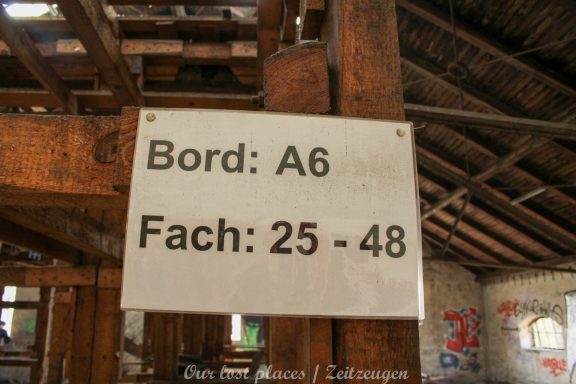 Bord: A6
Fach: 25 - 48
Our lost places / Zeitzeugen